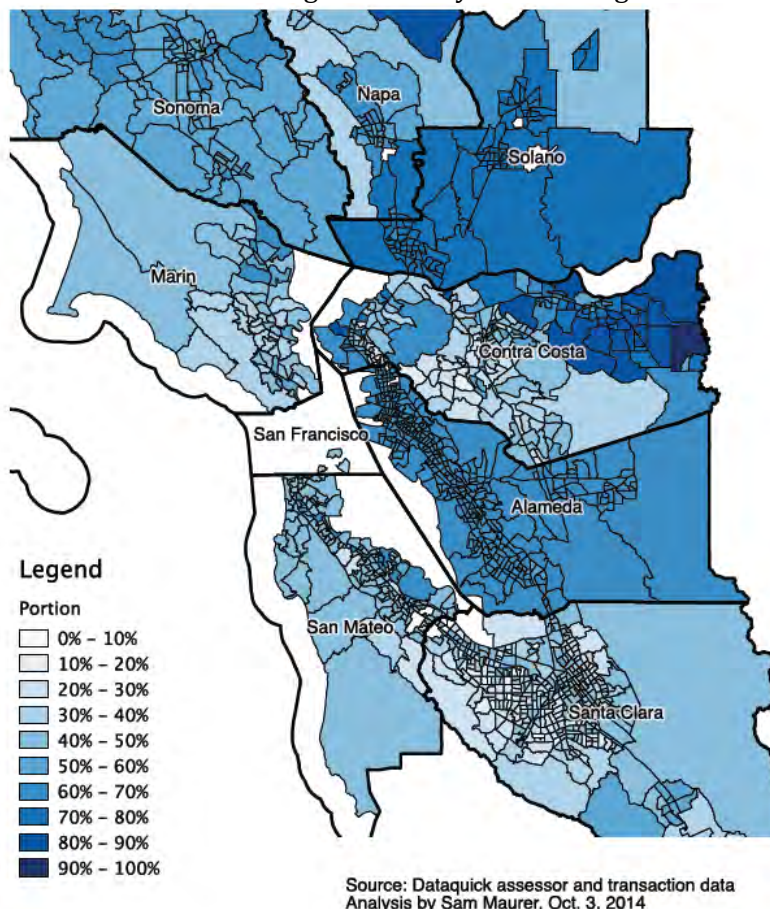 Sonoma
Napa
Solano
Marin
Contra Costa
San Francisco
Alameda
San Mateo
Santa Clara
Legend
Portion
0% - 10%
10% - 20%
20% - 30%
30% - 40%
40% - 50%
50% - 60%
60% - 70%
70% - 80%
80% - 90%
90% - 100%
Source: Dataquick assessor and transaction data
Analysis by Sam Maurer, Oct. 3, 2014